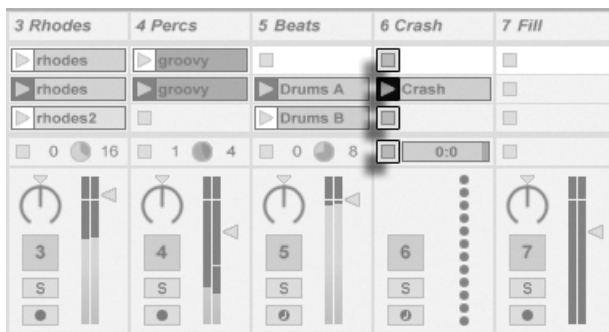 3 Rhodes 4 Percs 5 Beats 6 Crash 7 Fill
rhodes groovy
rhodes groovy Drums A Crash
rhodes2 Drums B
0 16 1 4 0 8 0:0
3 4 5 6 7
S S S S S